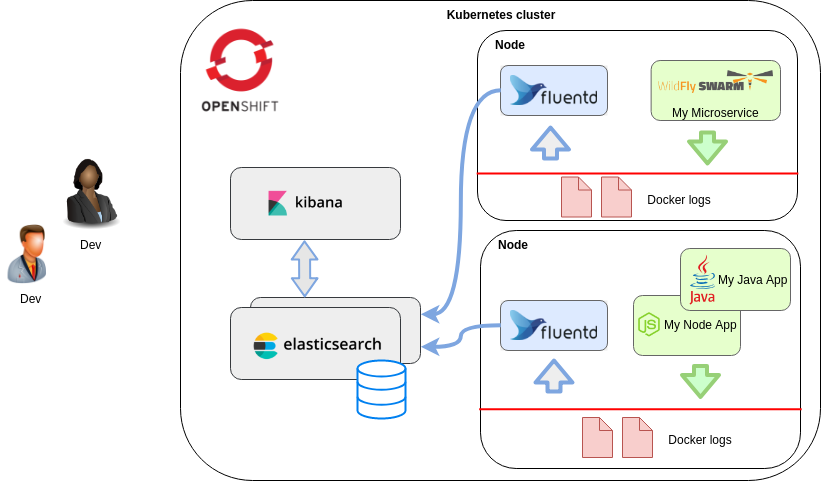 Kubernetes cluster
OPENSHIFT
Node
fluentd
WildFly SWARM
My Microservice
Docker logs
kibana
Dev
Dev
elasticsearch
Node
fluentd
Java
My Java App
JS
My Node App
Docker logs